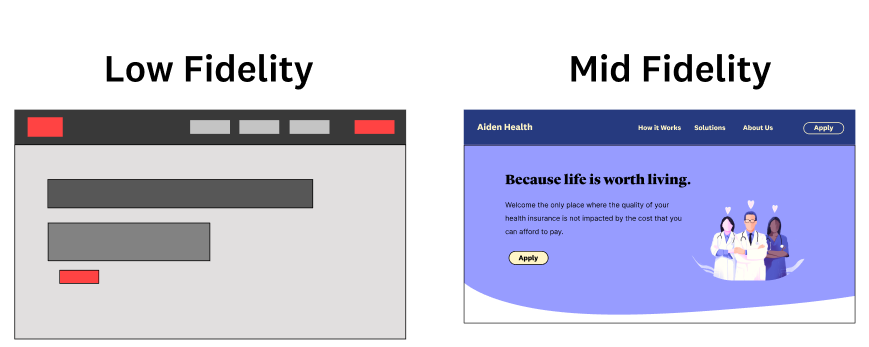 Low Fidelity
Mid Fidelity
Aiden Health
How it Works
Solutions
About Us
Apply
Because life is worth living.
Welcome the only place where the quality of your
health insurance is not impacted by the cost that you
can afford to pay.
Apply